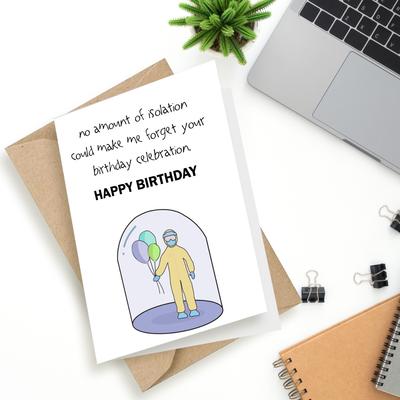 no amount of isolation
could make me forget your
birthday celebration.
HAPPY BIRTHDAY